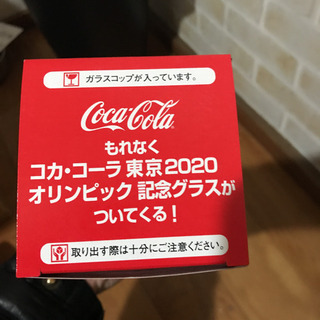 ガラスコップが入っています。
Coca-Cola
もれなく
コカ・コーラ 東京2020
オリンピック 記念グラスが
ついてくる！
取り出す際は十分にご注意ください。